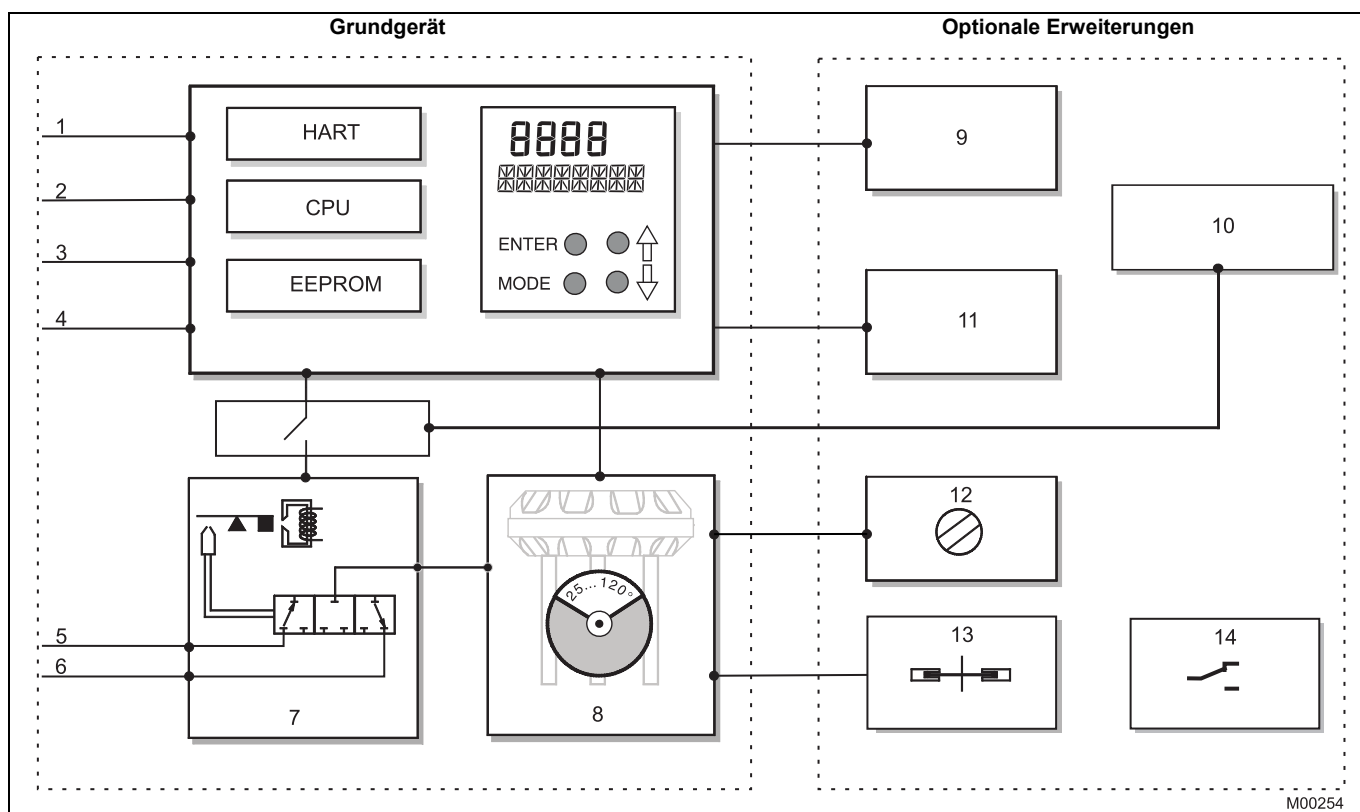 Grundgerät
Optionale Erweiterungen
1
2
3
4
HART
CPU
EEPROM
8888
ENTER
MODE
9
10
11
5
6
7
25...120°
8
12
13
14
M00254